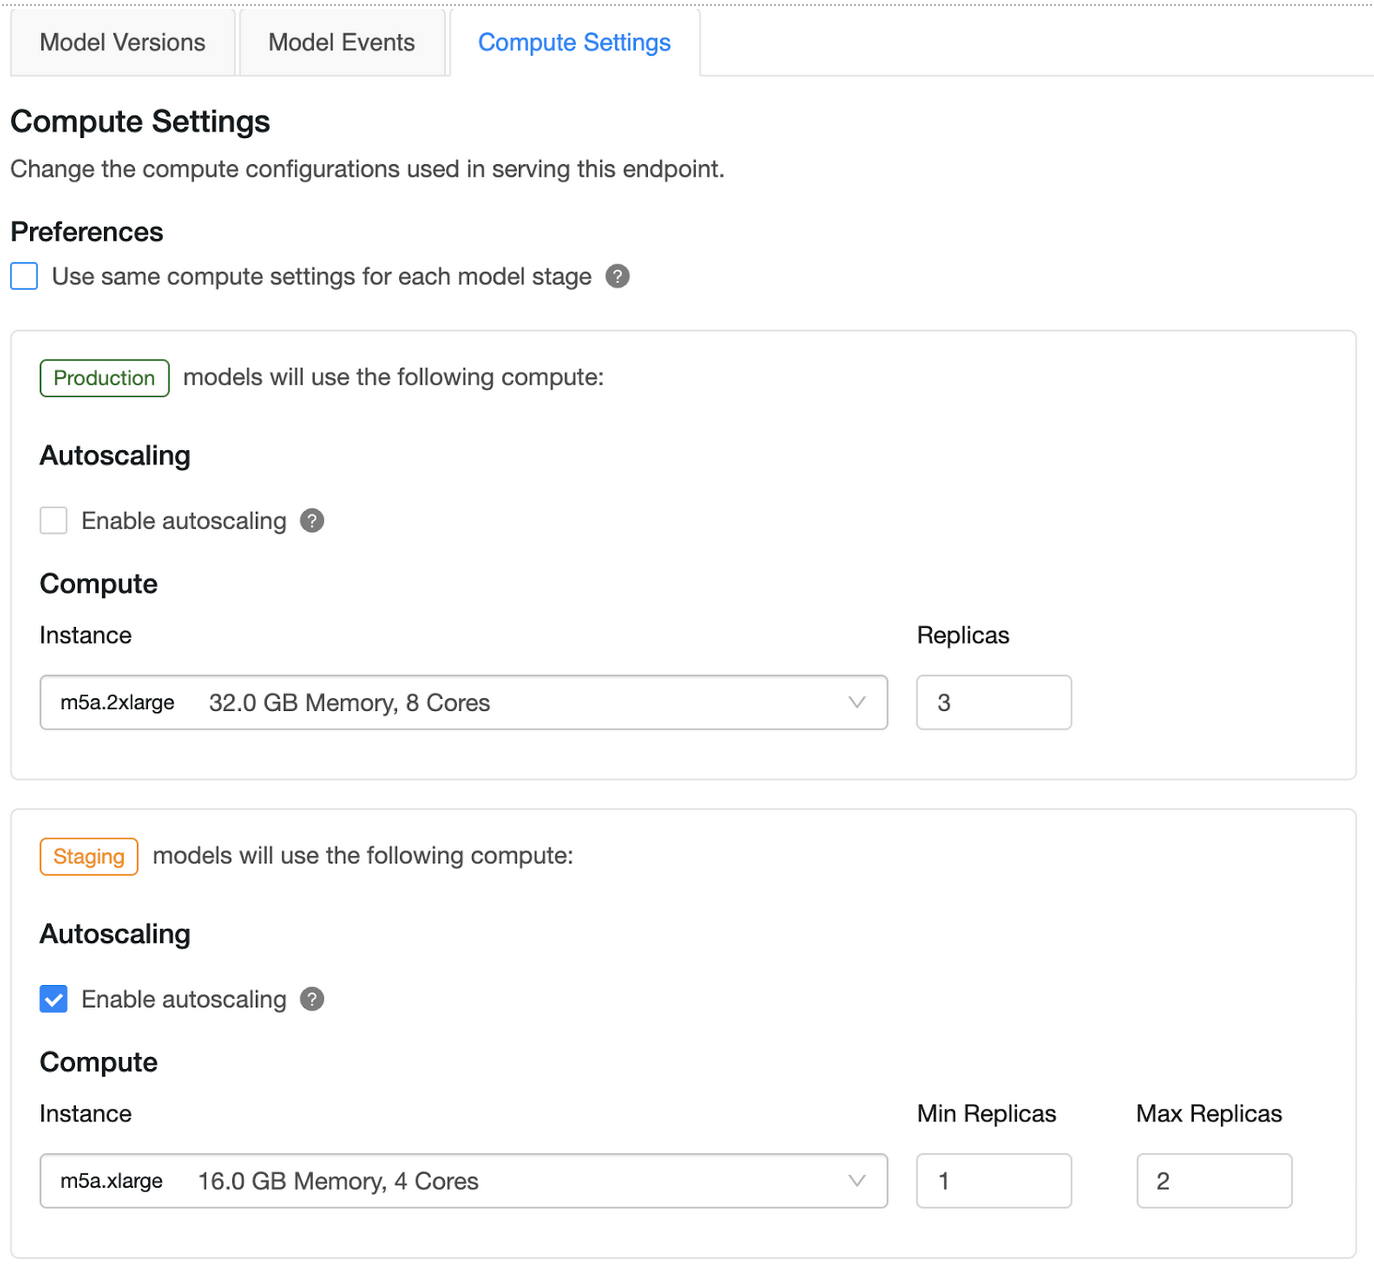 Model Versions
Model Events
Compute Settings
Compute Settings
Change the compute configurations used in serving this endpoint.
Preferences
Use same compute settings for each model stage ?
Production models will use the following compute:
Autoscaling
Enable autoscaling ?
Compute
Instance
Replicas
m5a.2xlarge 32.0 GB Memory, 8 Cores
3
Staging models will use the following compute:
Autoscaling
Enable autoscaling ?
Compute
Instance
Min Replicas
Max Replicas
m5a.xlarge 16.0 GB Memory, 4 Cores
1
2